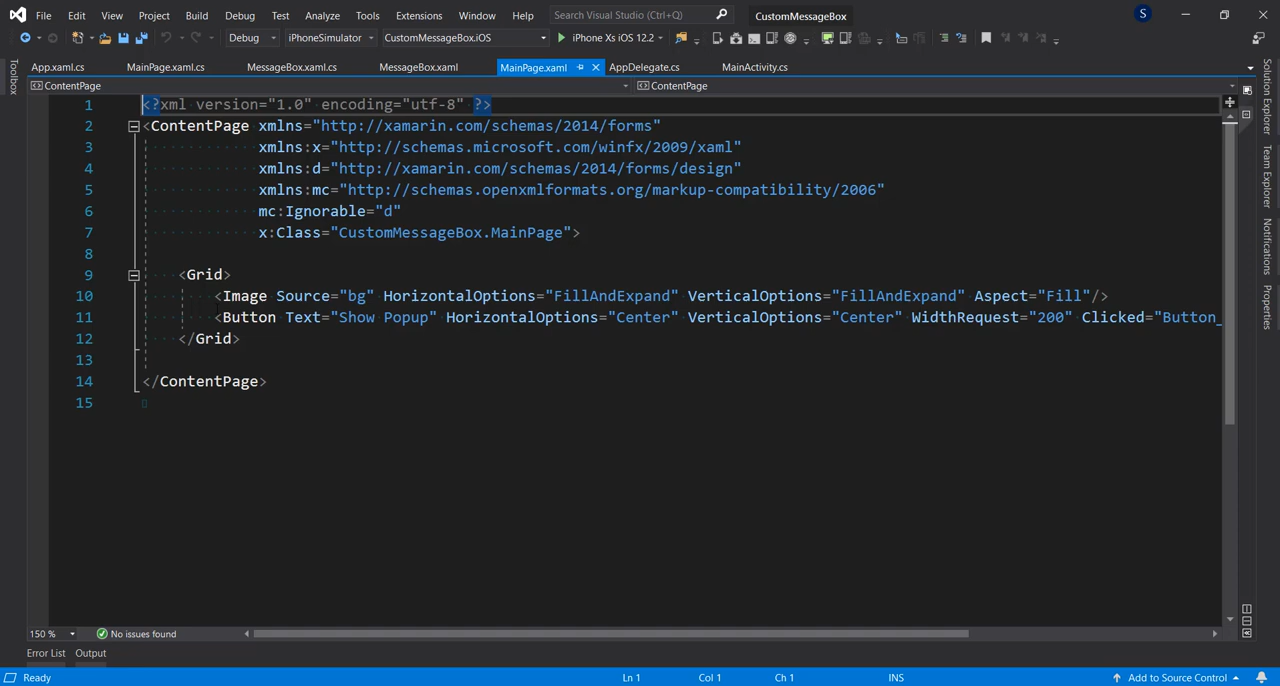 File Edit View Project Build Debug Test Analyze Tools Extensions Window Help Search Visual Studio (Ctrl+Q) CustomMessageBox S
Debug iPhoneSimulator CustomMessageBox.iOS iPhone Xs iOS 12.2
App.xaml.cs MainPage.xaml.cs MessageBox.xaml.cs MessageBox.xaml MainPage.xaml AppDelegate.cs MainActivity.cs
ContentPage ContentPage
1 <?xml version="1.0" encoding="utf-8" ?>
2 <ContentPage xmlns="http://xamarin.com/schemas/2014/forms"
3 xmlns:x="http://schemas.microsoft.com/winfx/2009/xaml"
4 xmlns:d="http://xamarin.com/schemas/2014/forms/design"
5 xmlns:mc="http://schemas.openxmlformats.org/markup-compatibility/2006"
6 mc:Ignorable="d"
7 x:Class="CustomMessageBox.MainPage">
8
9 <Grid>
10 <Image Source="bg" HorizontalOptions="FillAndExpand" VerticalOptions="FillAndExpand" Aspect="Fill"/>
11 <Button Text="Show Popup" HorizontalOptions="Center" VerticalOptions="Center" WidthRequest="200" Clicked="Button_
12 </Grid>
13
14 </ContentPage>
15
150 % No issues found
Error List Output
Ready Ln 1 Col 1 Ch 1 INS Add to Source Control
Toolbox
Solution Explorer
Team Explorer
Notifications
Properties